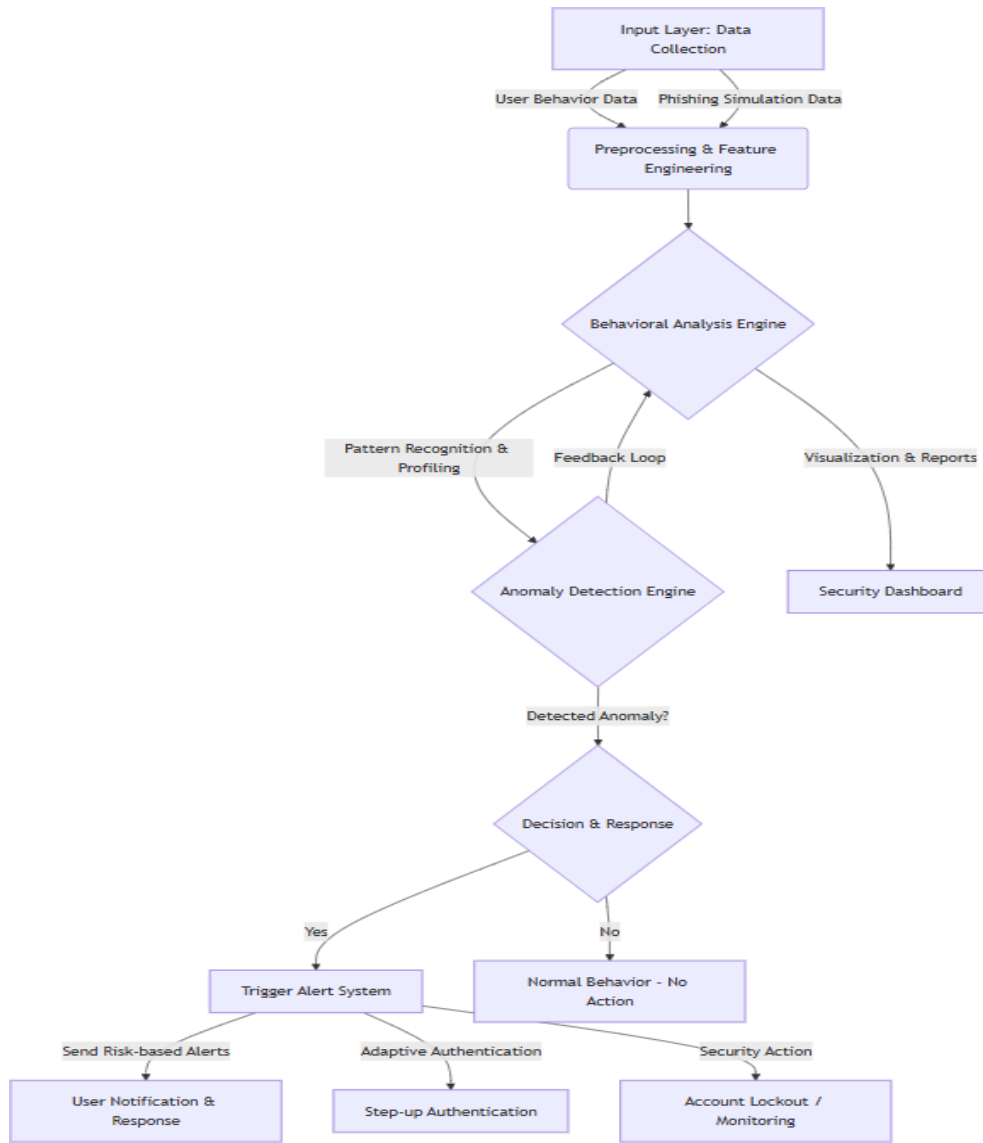 Input Layer: Data
Collection
User Behavior Data
Phishing Simulation Data
Preprocessing & Feature
Engineering
Behavioral Analysis Engine
Pattern Recognition &
Profiling
Feedback Loop
Visualization & Reports
Anomaly Detection Engine
Security Dashboard
Detected Anomaly?
Decision & Response
Yes
No
Trigger Alert System
Normal Behavior - No
Action
Send Risk-based Alerts
Adaptive Authentication
Security Action
User Notification &
Response
Step-up Authentication
Account Lockout /
Monitoring